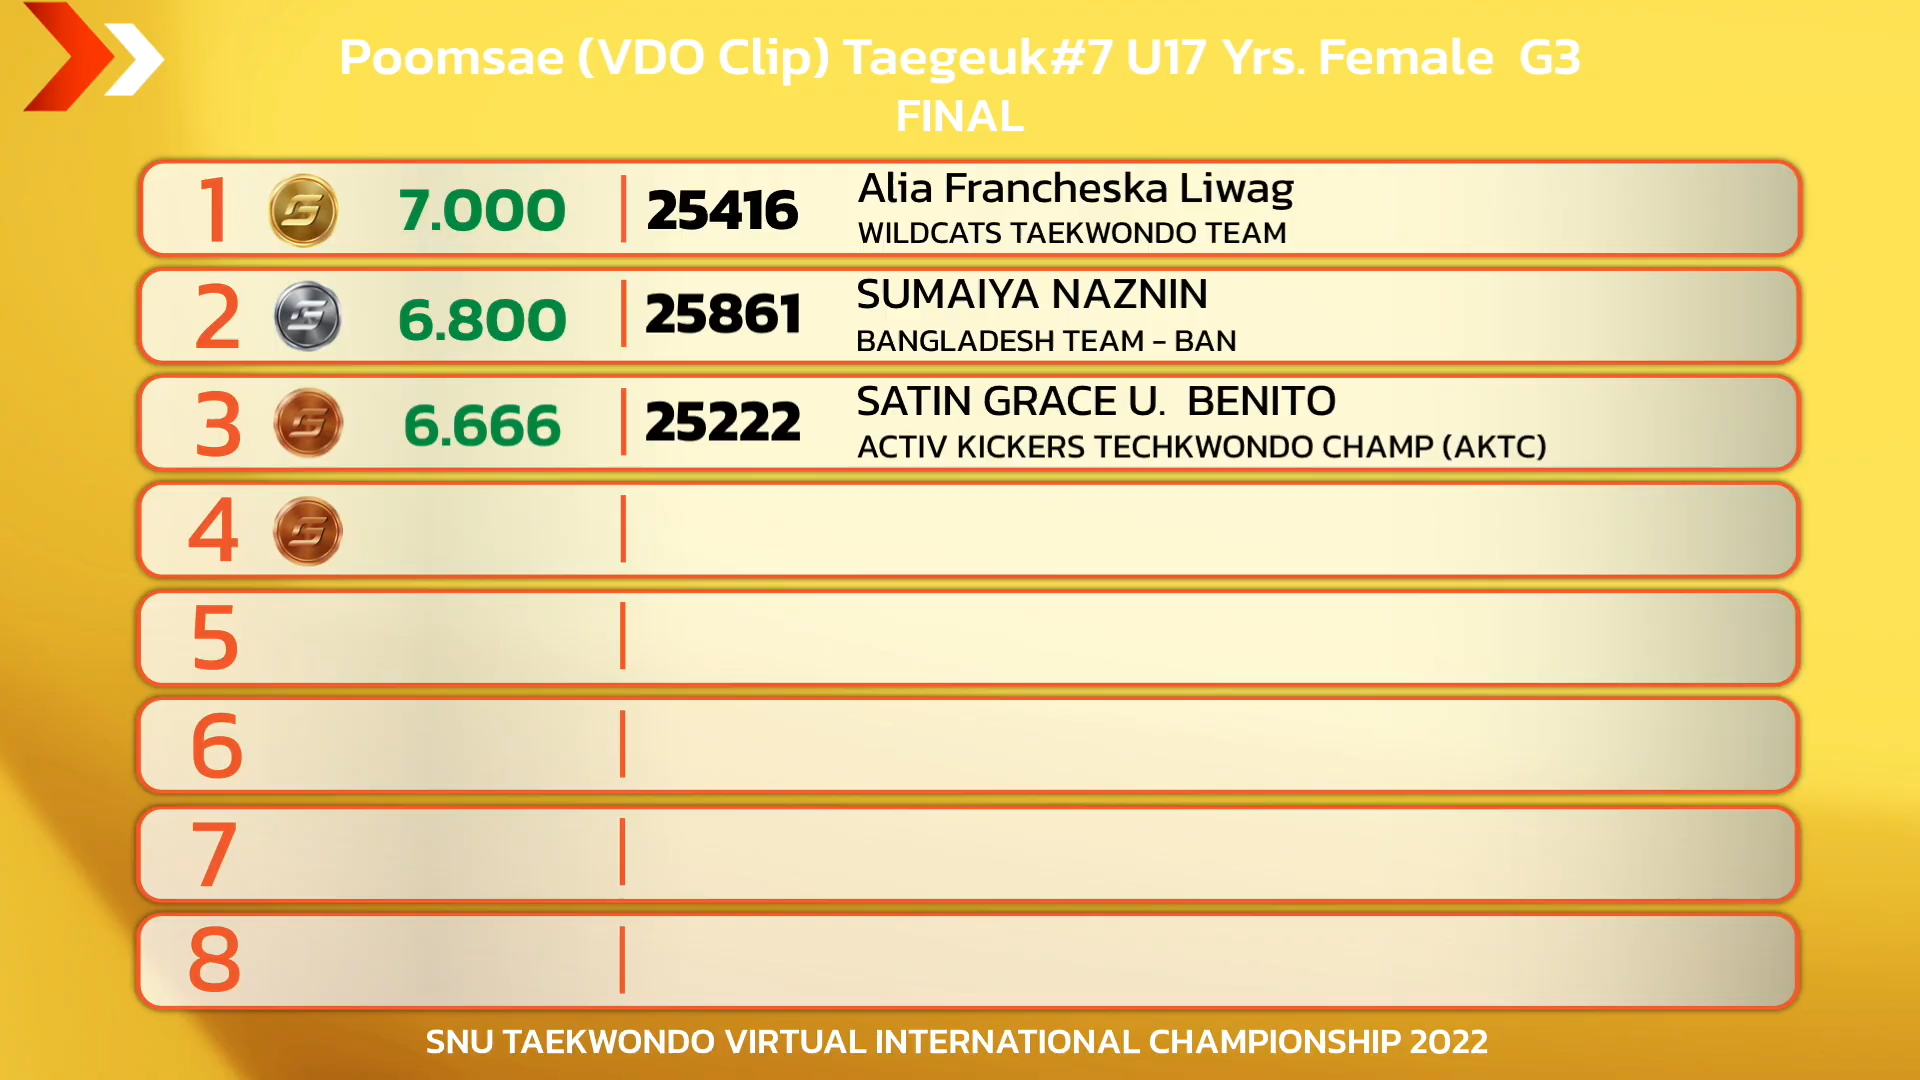 Poomsae (VDO Clip) Taegeuk#7 U17 Yrs. Female G3
FINAL
1 7.000 25416 Alia Francheska Liwag
WILDCATS TAEKWONDO TEAM
2 6.800 25861 SUMAIYA NAZNIN
BANGLADESH TEAM - BAN
3 6.666 25222 SATIN GRACE U. BENITO
ACTIV KICKERS TECHKWONDO CHAMP (AKTC)
4
5
6
7
8
SNU TAEKWONDO VIRTUAL INTERNATIONAL CHAMPIONSHIP 2022